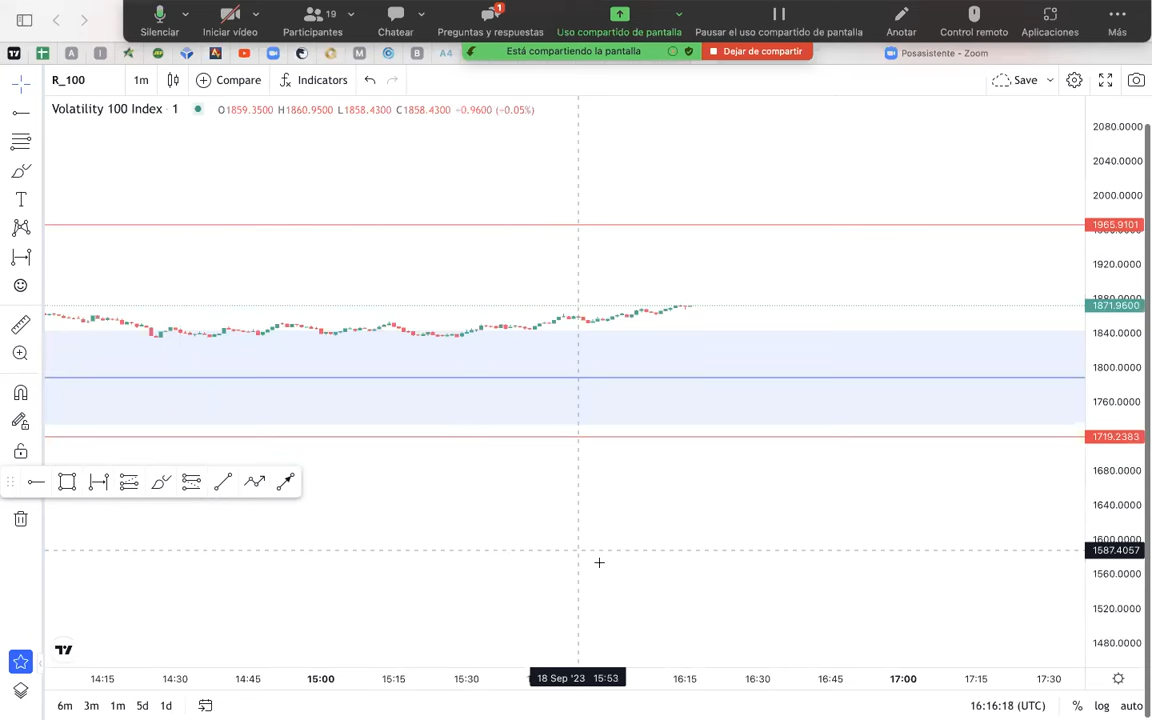 Silenciar
Iniciar vídeo
19
Participantes
Chatear
1
Preguntas y respuestas
Uso compartido de pantalla
Pausar el uso compartido de pantalla
Anotar
Control remoto
Aplicaciones
Más
Está compartiendo la pantalla
Dejar de compartir
Posasistente - Zoom
A
I
M
B
A4
R_100
1m
Compare
Indicators
Save
Volatility 100 Index · 1
O1859.3500 H1860.9500 L1858.4300 C1858.4300 −0.9600 (−0.05%)
2080.0000
2040.0000
2000.0000
1965.9101
1920.0000
1880.0000
1871.9600
1840.0000
1800.0000
1760.0000
1719.2383
1680.0000
1640.0000
1600.0000
1587.4057
1560.0000
1520.0000
1480.0000
14:15
14:30
14:45
15:00
15:15
15:30
18 Sep '23 15:53
16:15
16:30
16:45
17:00
17:15
17:30
6m
3m
1m
5d
1d
16:16:18 (UTC)
%
log
auto